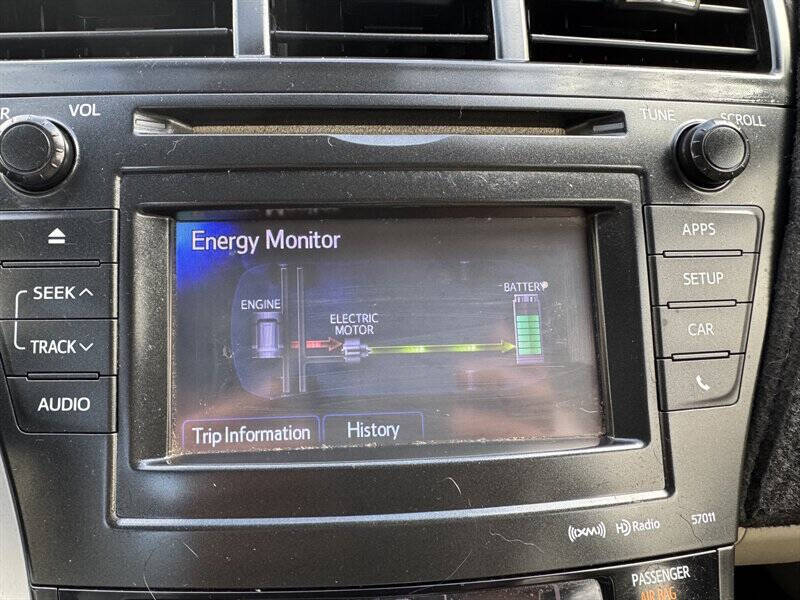 VOL
TUNE
SCROLL
APPS
SEEK
SETUP
TRACK
CAR
AUDIO
Energy Monitor
ENGINE
ELECTRIC
MOTOR
BATTERY
Trip Information
History
XM
HD Radio
57011
PASSENGER
AIR BAG